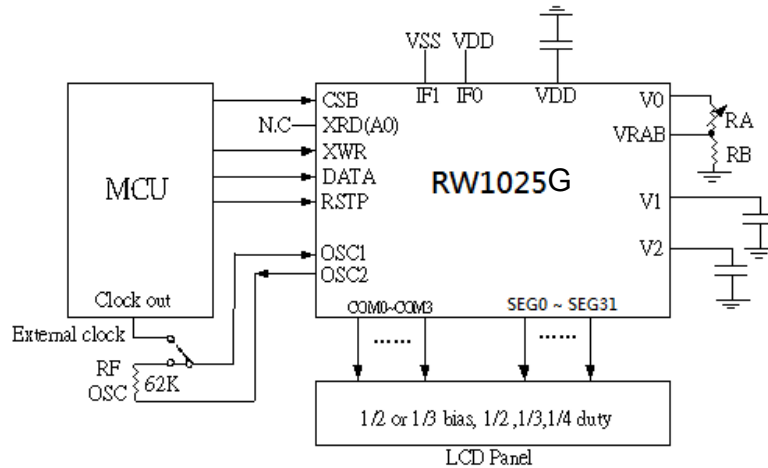 VSS VDD
IF1 IF0 VDD
CSB
N.C XRD(A0)
XWR
DATA
RSTP
OSC1
OSC2
MCU
Clock out
External clock
RF
OSC 62K
RW1025G
V0
RA
VRAB
RB
V1
V2
COM0~COM3 SEG0 ~ SEG31
...... ......
1/2 or 1/3 bias, 1/2 ,1/3,1/4 duty
LCD Panel